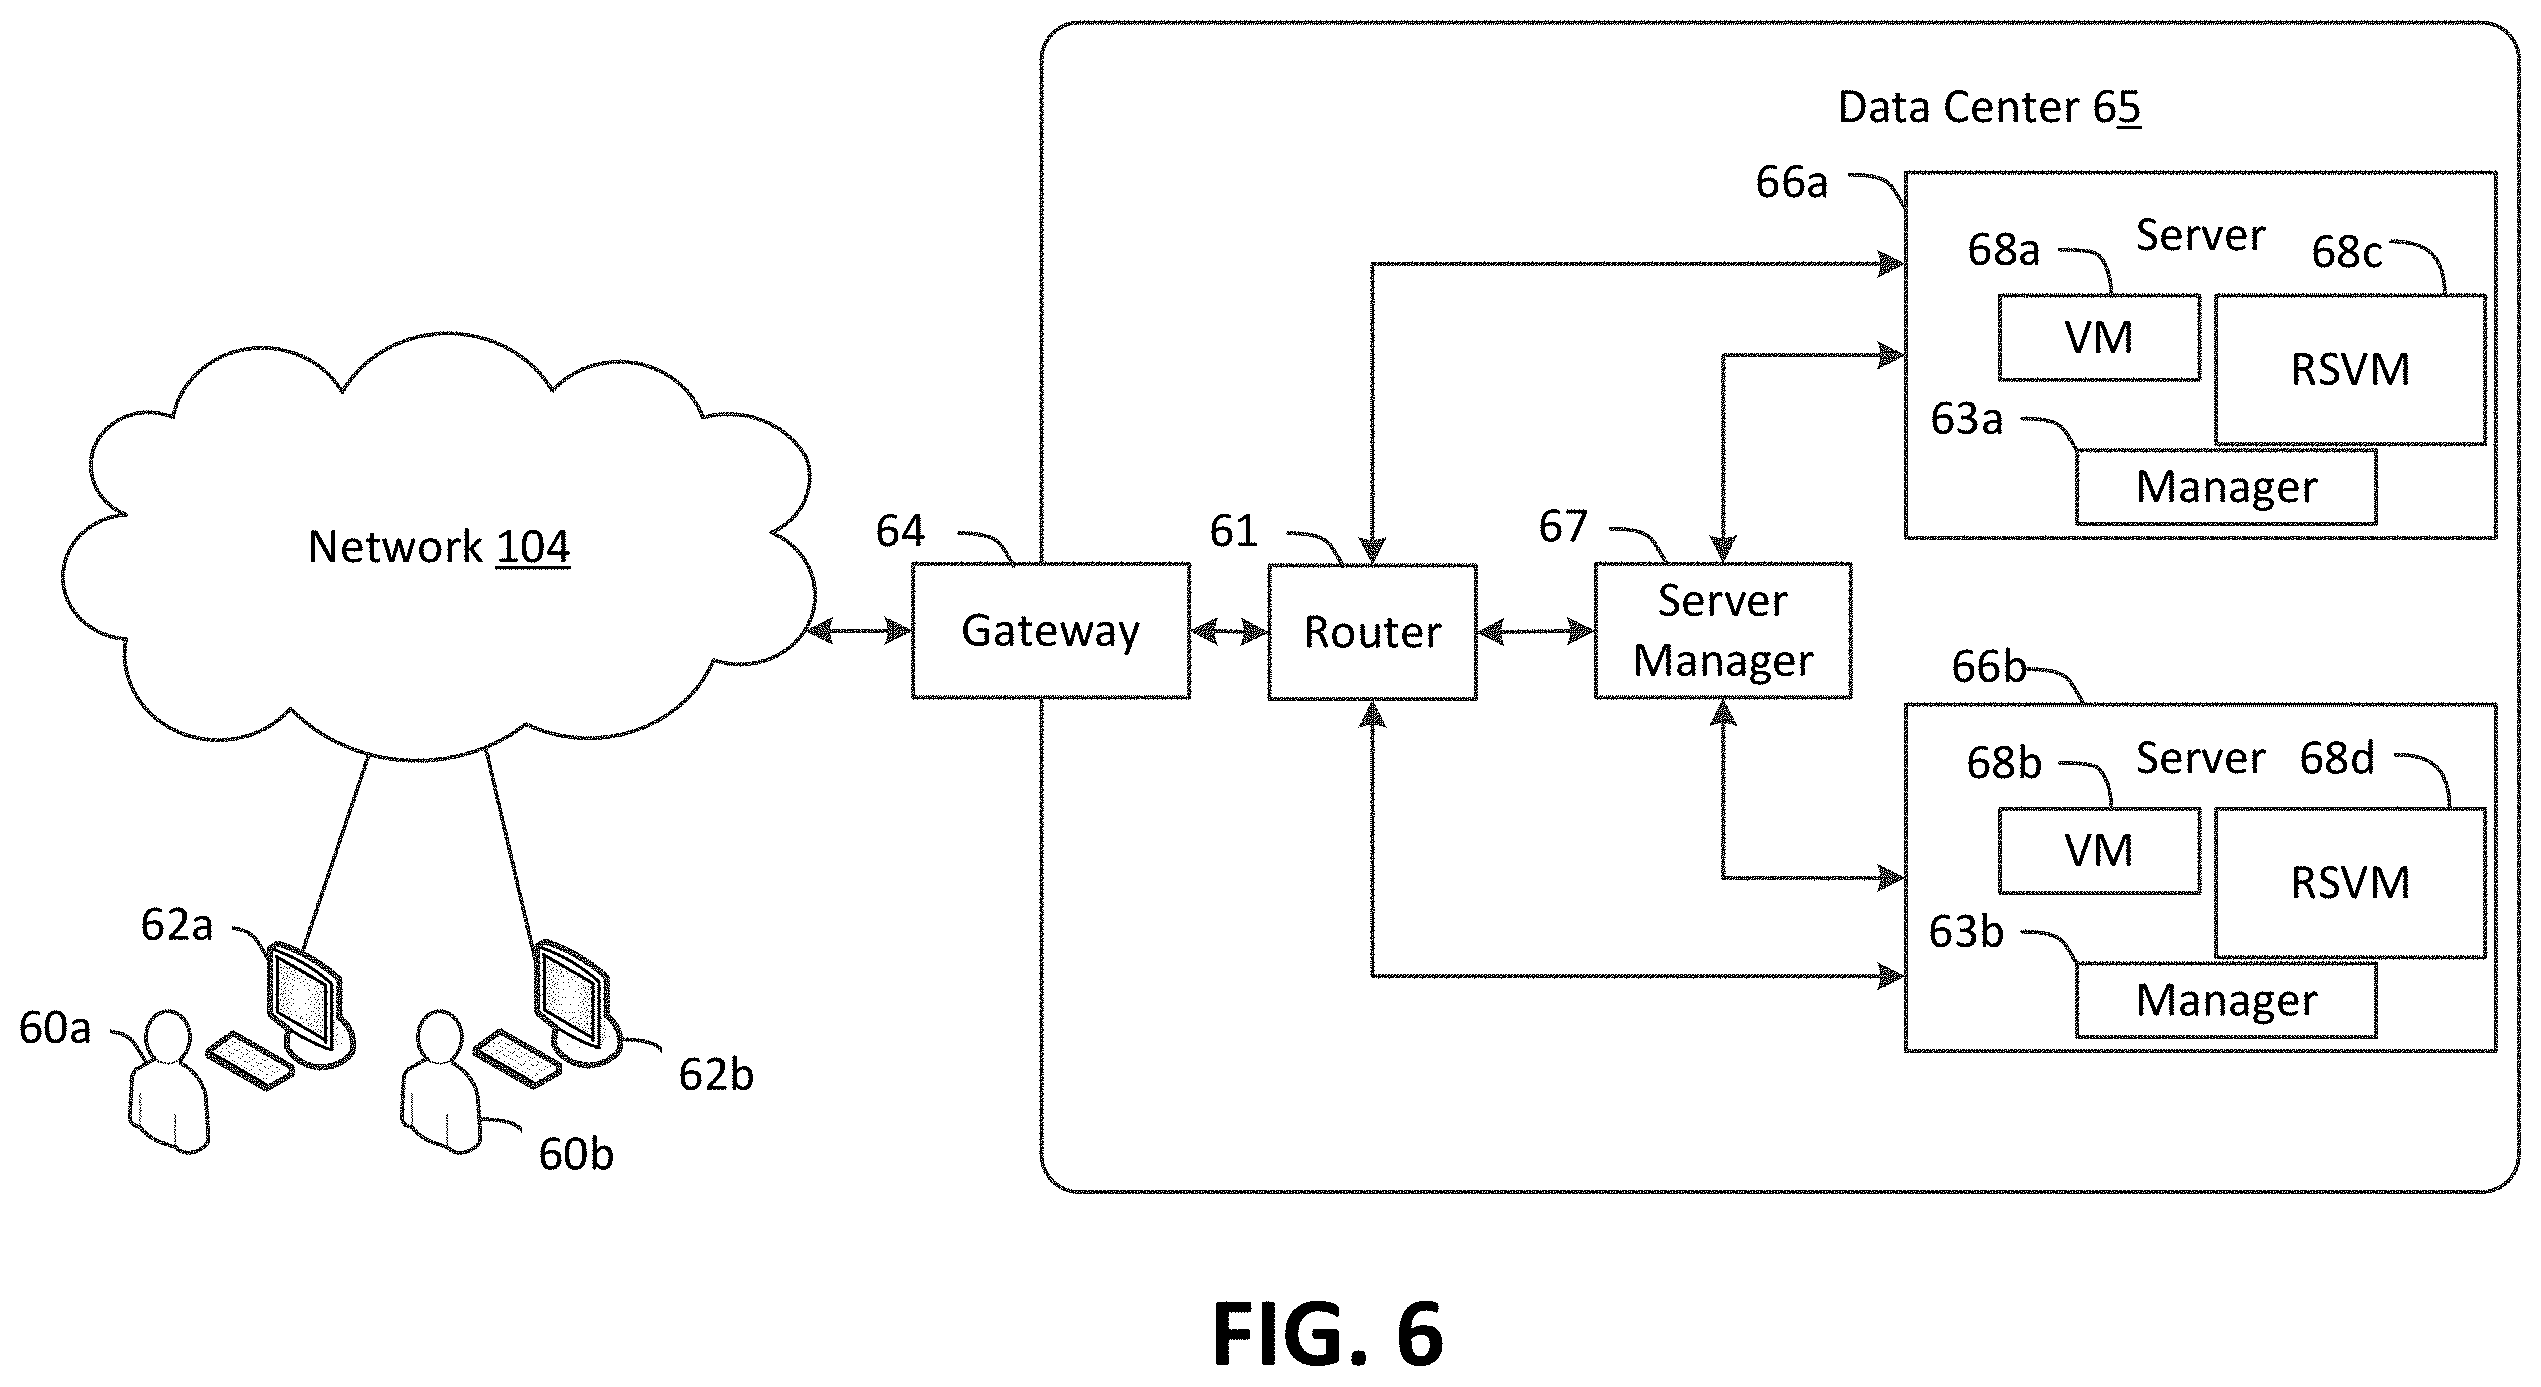 Data Center 65
66a
Server
68a
68c
VM
RSVM
63a
Manager
Network 104
64
Gateway
61
Router
67
Server
Manager
66b
Server
68b
68d
VM
RSVM
63b
Manager
62a
60a
62b
60b
FIG. 6